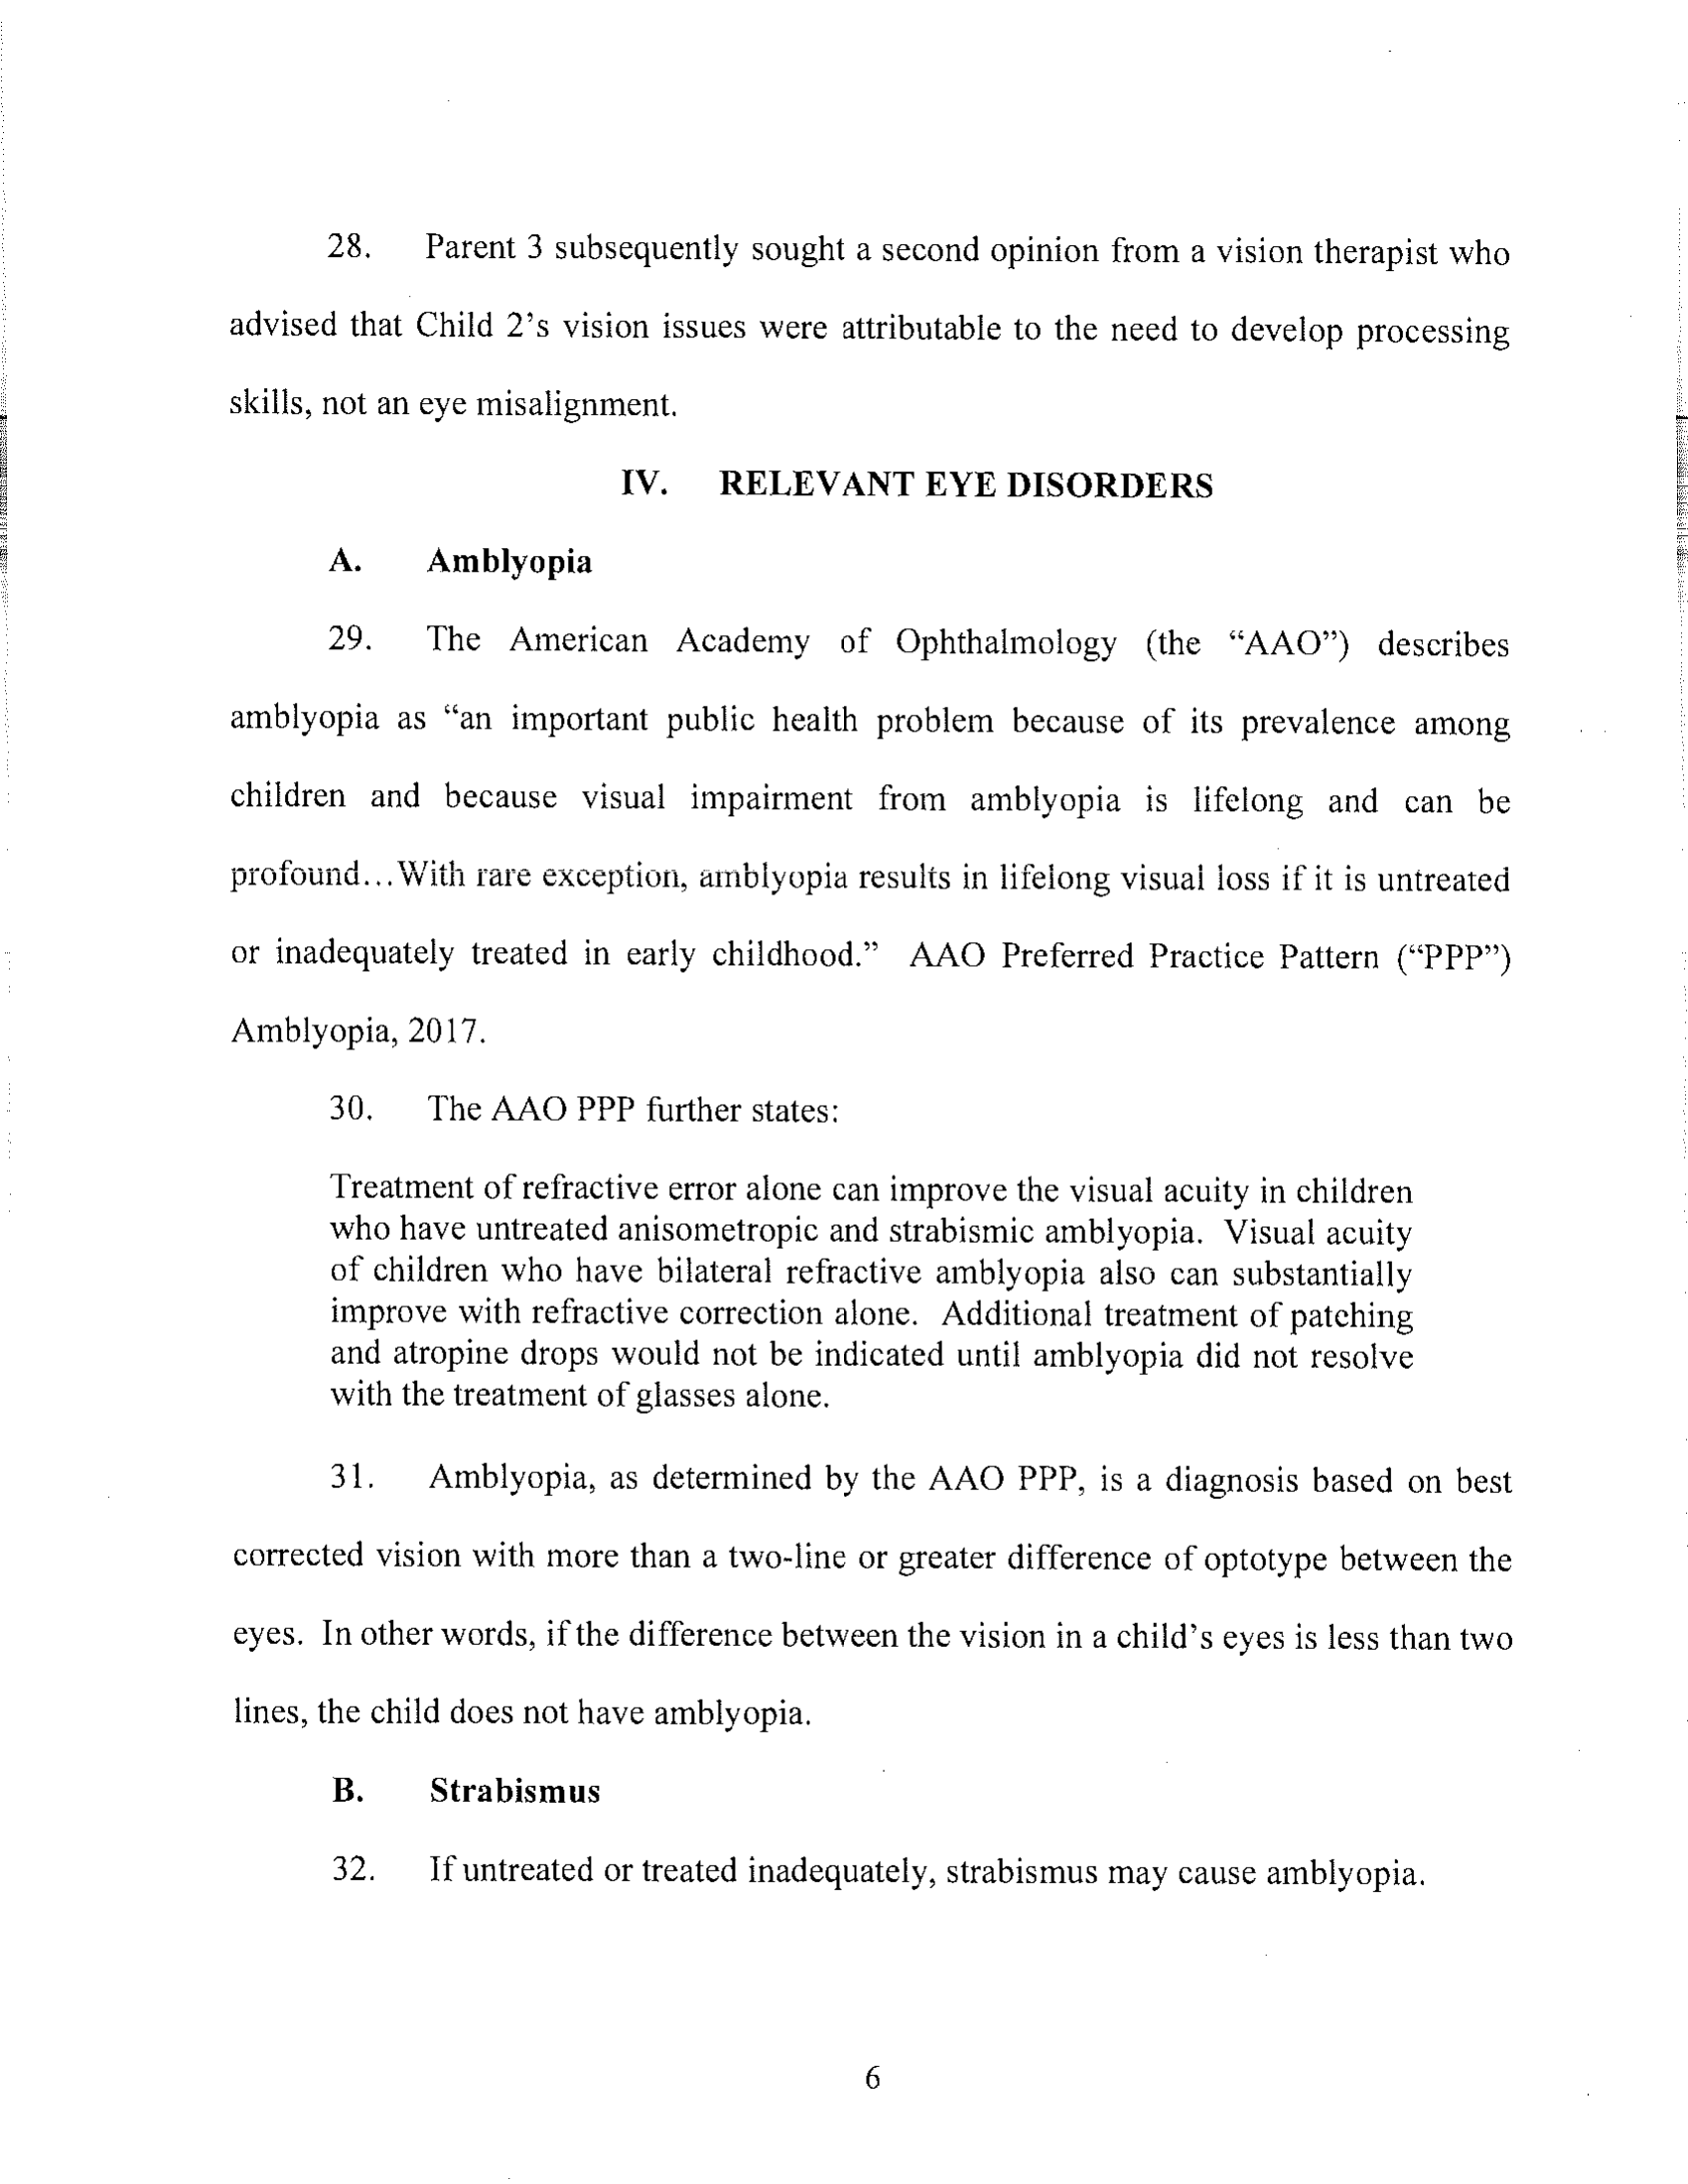 28. Parent 3 subsequently sought a second opinion from a vision therapist who
advised that Child 2's vision issues were attributable to the need to develop processing
skills, not an eye misalignment.
IV. RELEVANT EYE DISORDERS
A. Amblyopia
29. The American Academy of Ophthalmology (the “AAO”) describes
amblyopia as “an important public health problem because of its prevalence among
children and because visual impairment from amblyopia is lifelong and can be
profound…With rare exception, amblyopia results in lifelong visual loss if it is untreated
or inadequately treated in early childhood.” AAO Preferred Practice Pattern (“PPP”)
Amblyopia, 2017.
30. The AAO PPP further states:
Treatment of refractive error alone can improve the visual acuity in children
who have untreated anisometropic and strabismic amblyopia. Visual acuity
of children who have bilateral refractive amblyopia also can substantially
improve with refractive correction alone. Additional treatment of patching
and atropine drops would not be indicated until amblyopia did not resolve
with the treatment of glasses alone.
31. Amblyopia, as determined by the AAO PPP, is a diagnosis based on best
corrected vision with more than a two-line or greater difference of optotype between the
eyes. In other words, if the difference between the vision in a child's eyes is less than two
lines, the child does not have amblyopia.
B. Strabismus
32. If untreated or treated inadequately, strabismus may cause amblyopia.
6